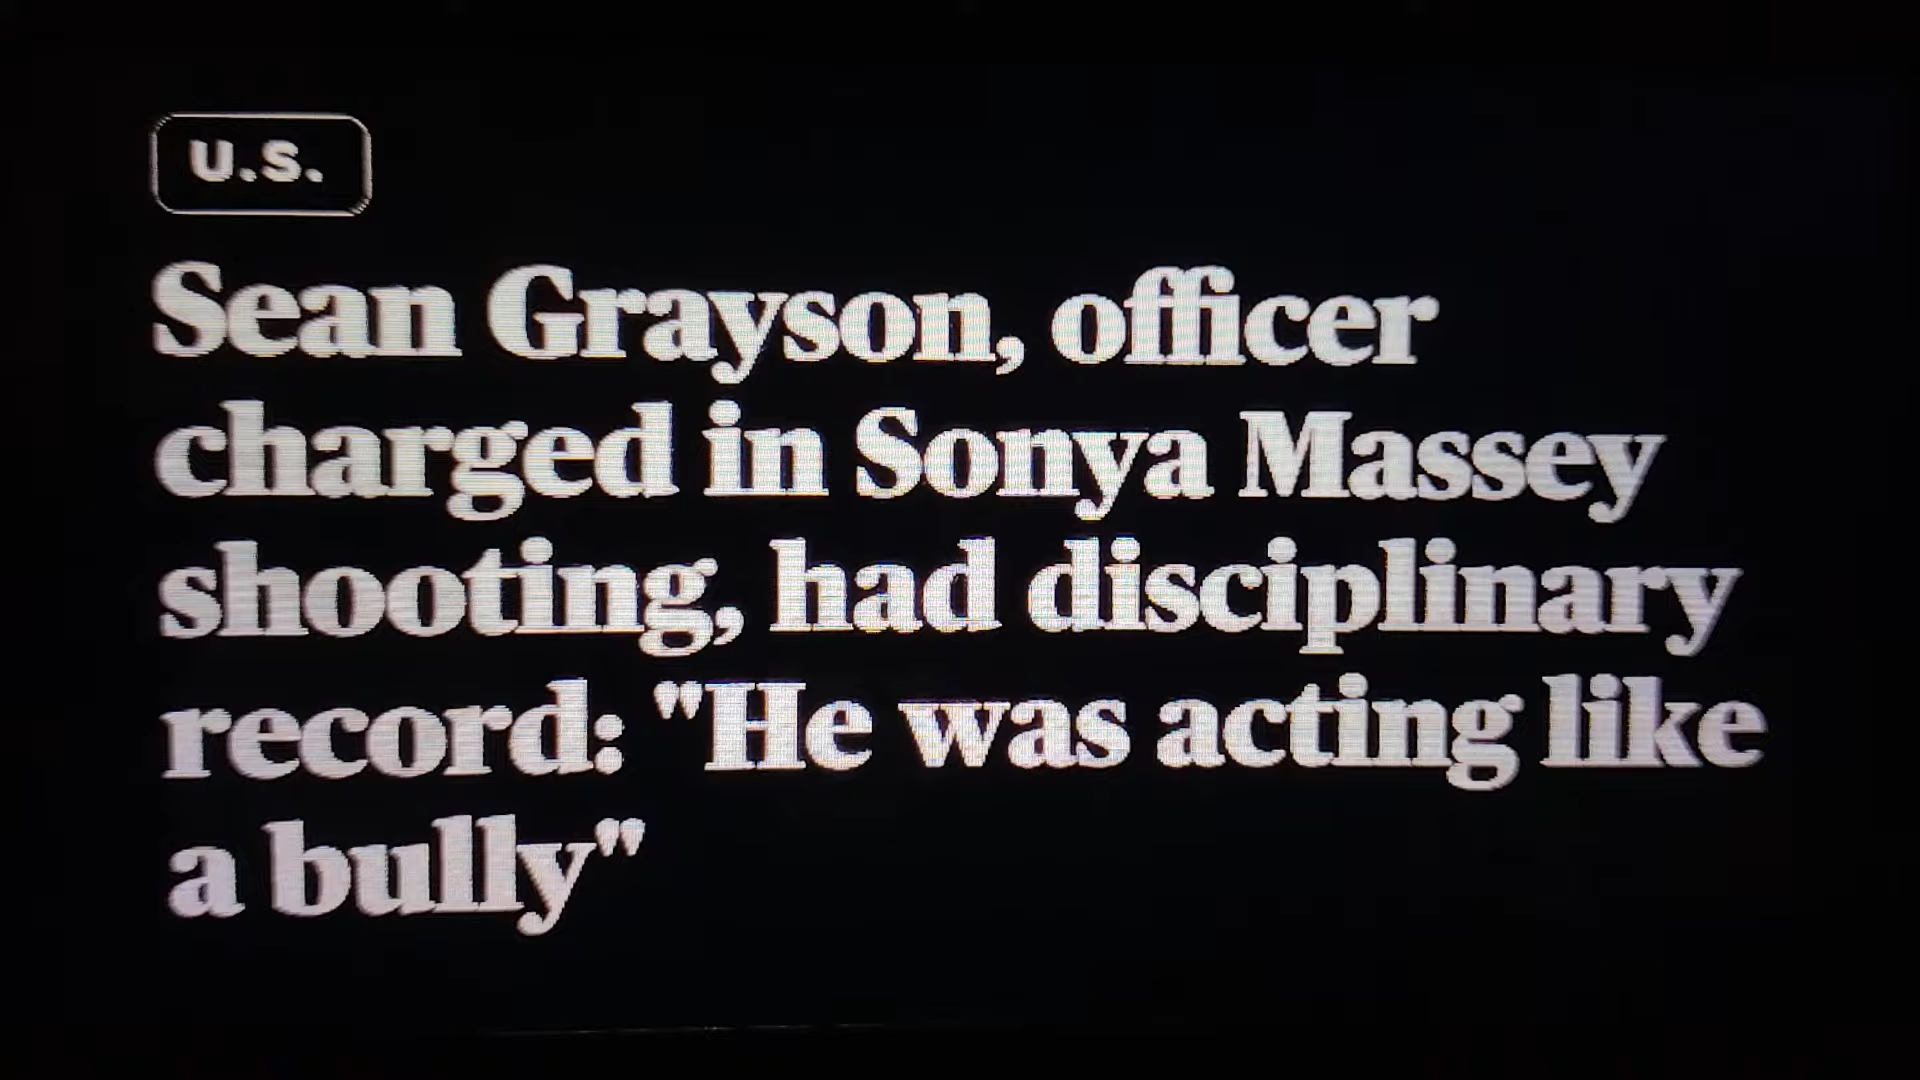 U.S.
Sean Grayson, officer
charged in Sonya Massey
shooting, had disciplinary
record: "He was acting like
a bully"